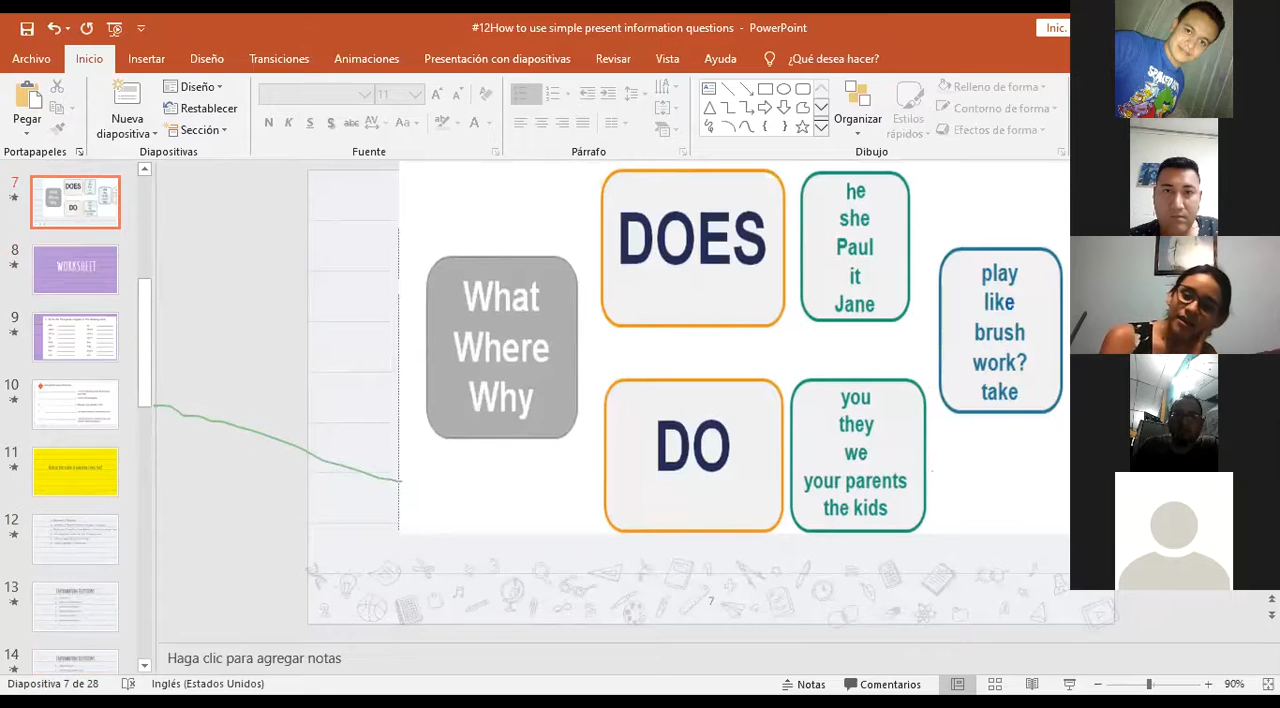 #12How to use simple present information questions - PowerPoint
Inic.
Archivo Inicio Insertar Diseño Transiciones Animaciones Presentación con diapositivas Revisar Vista Ayuda ¿Qué desea hacer?
Pegar
Nueva diapositiva
Diseño
Restablecer
Sección
11
N K S S abc AV Aa A
Organizar
Estilos rápidos
Relleno de forma
Contorno de forma
Efectos de forma
Portapapeles Diapositivas Fuente Párrafo Dibujo
7
DOES
DO
8
WORKSHEET
9
10
11
12
13
14
What
Where
Why
DOES
he
she
Paul
it
Jane
DO
you
they
we
your parents
the kids
play
like
brush
work?
take
7
Haga clic para agregar notas
Diapositiva 7 de 28 Inglés (Estados Unidos) Notas Comentarios 90%